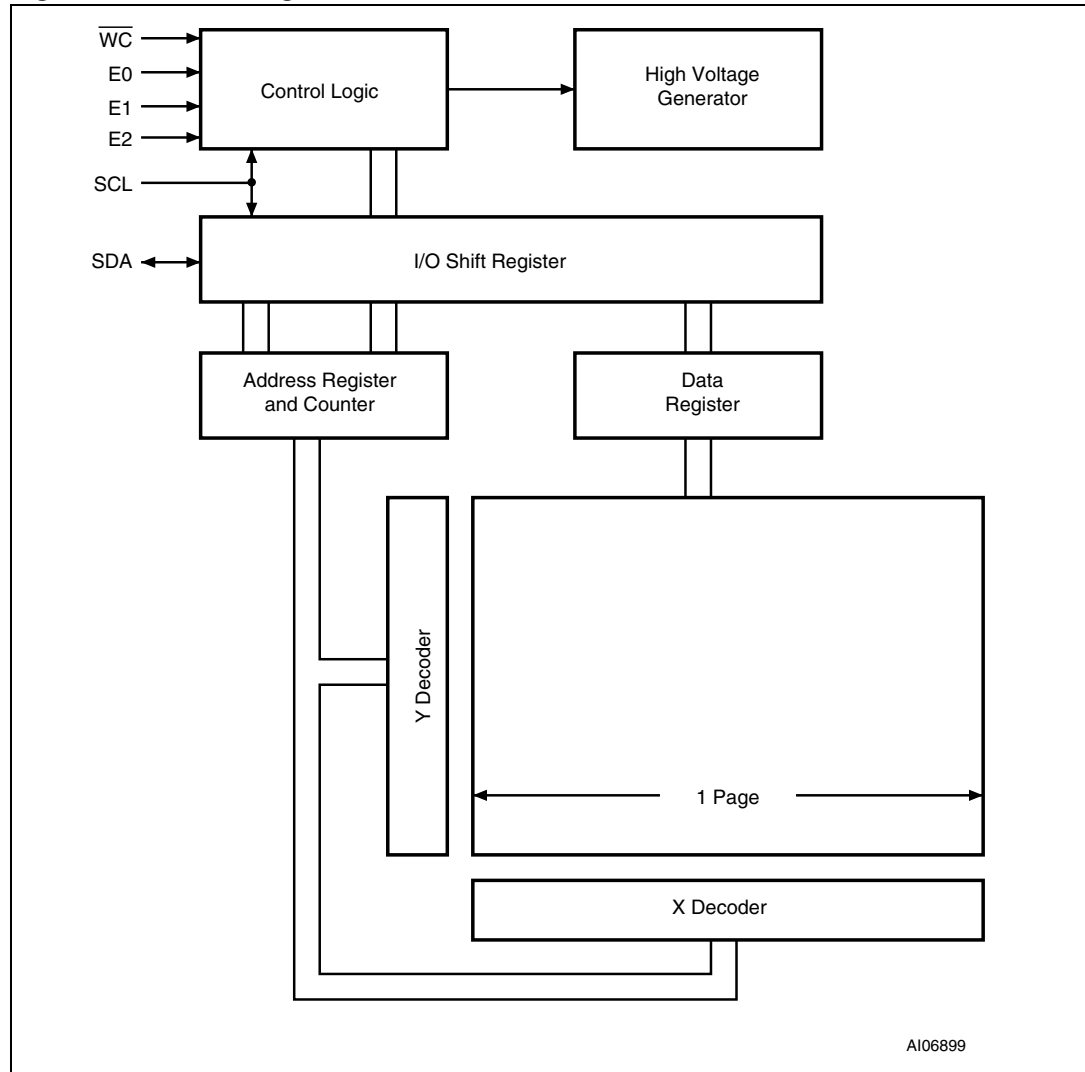 WC
E0
E1
E2
SCL
SDA
Control Logic
High Voltage
Generator
I/O Shift Register
Address Register
and Counter
Data
Register
Y Decoder
1 Page
X Decoder
AI06899